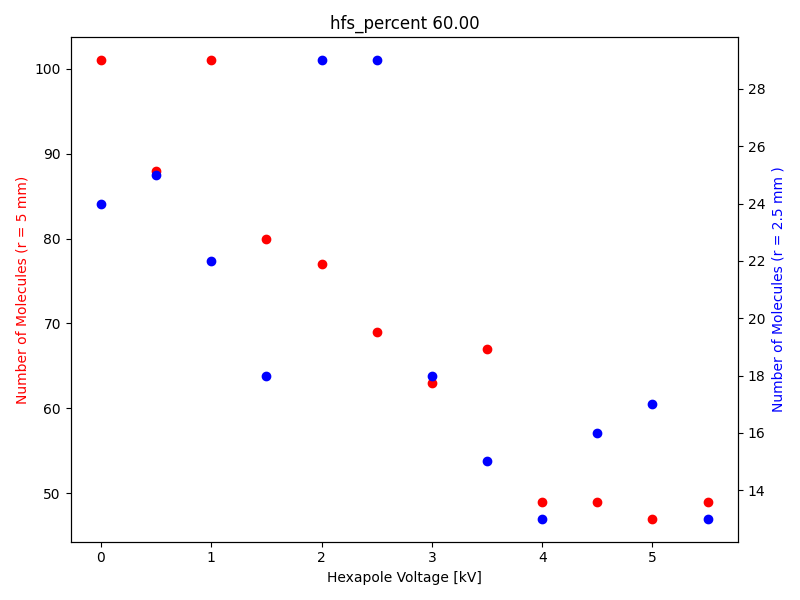 hfs_percent 60.00
Number of Molecules (r = 5 mm)
100
90
80
70
60
50
28
26
24
22
20
18
16
14
Number of Molecules (r = 2.5 mm )
0 1 2 3 4 5
Hexapole Voltage [kV]